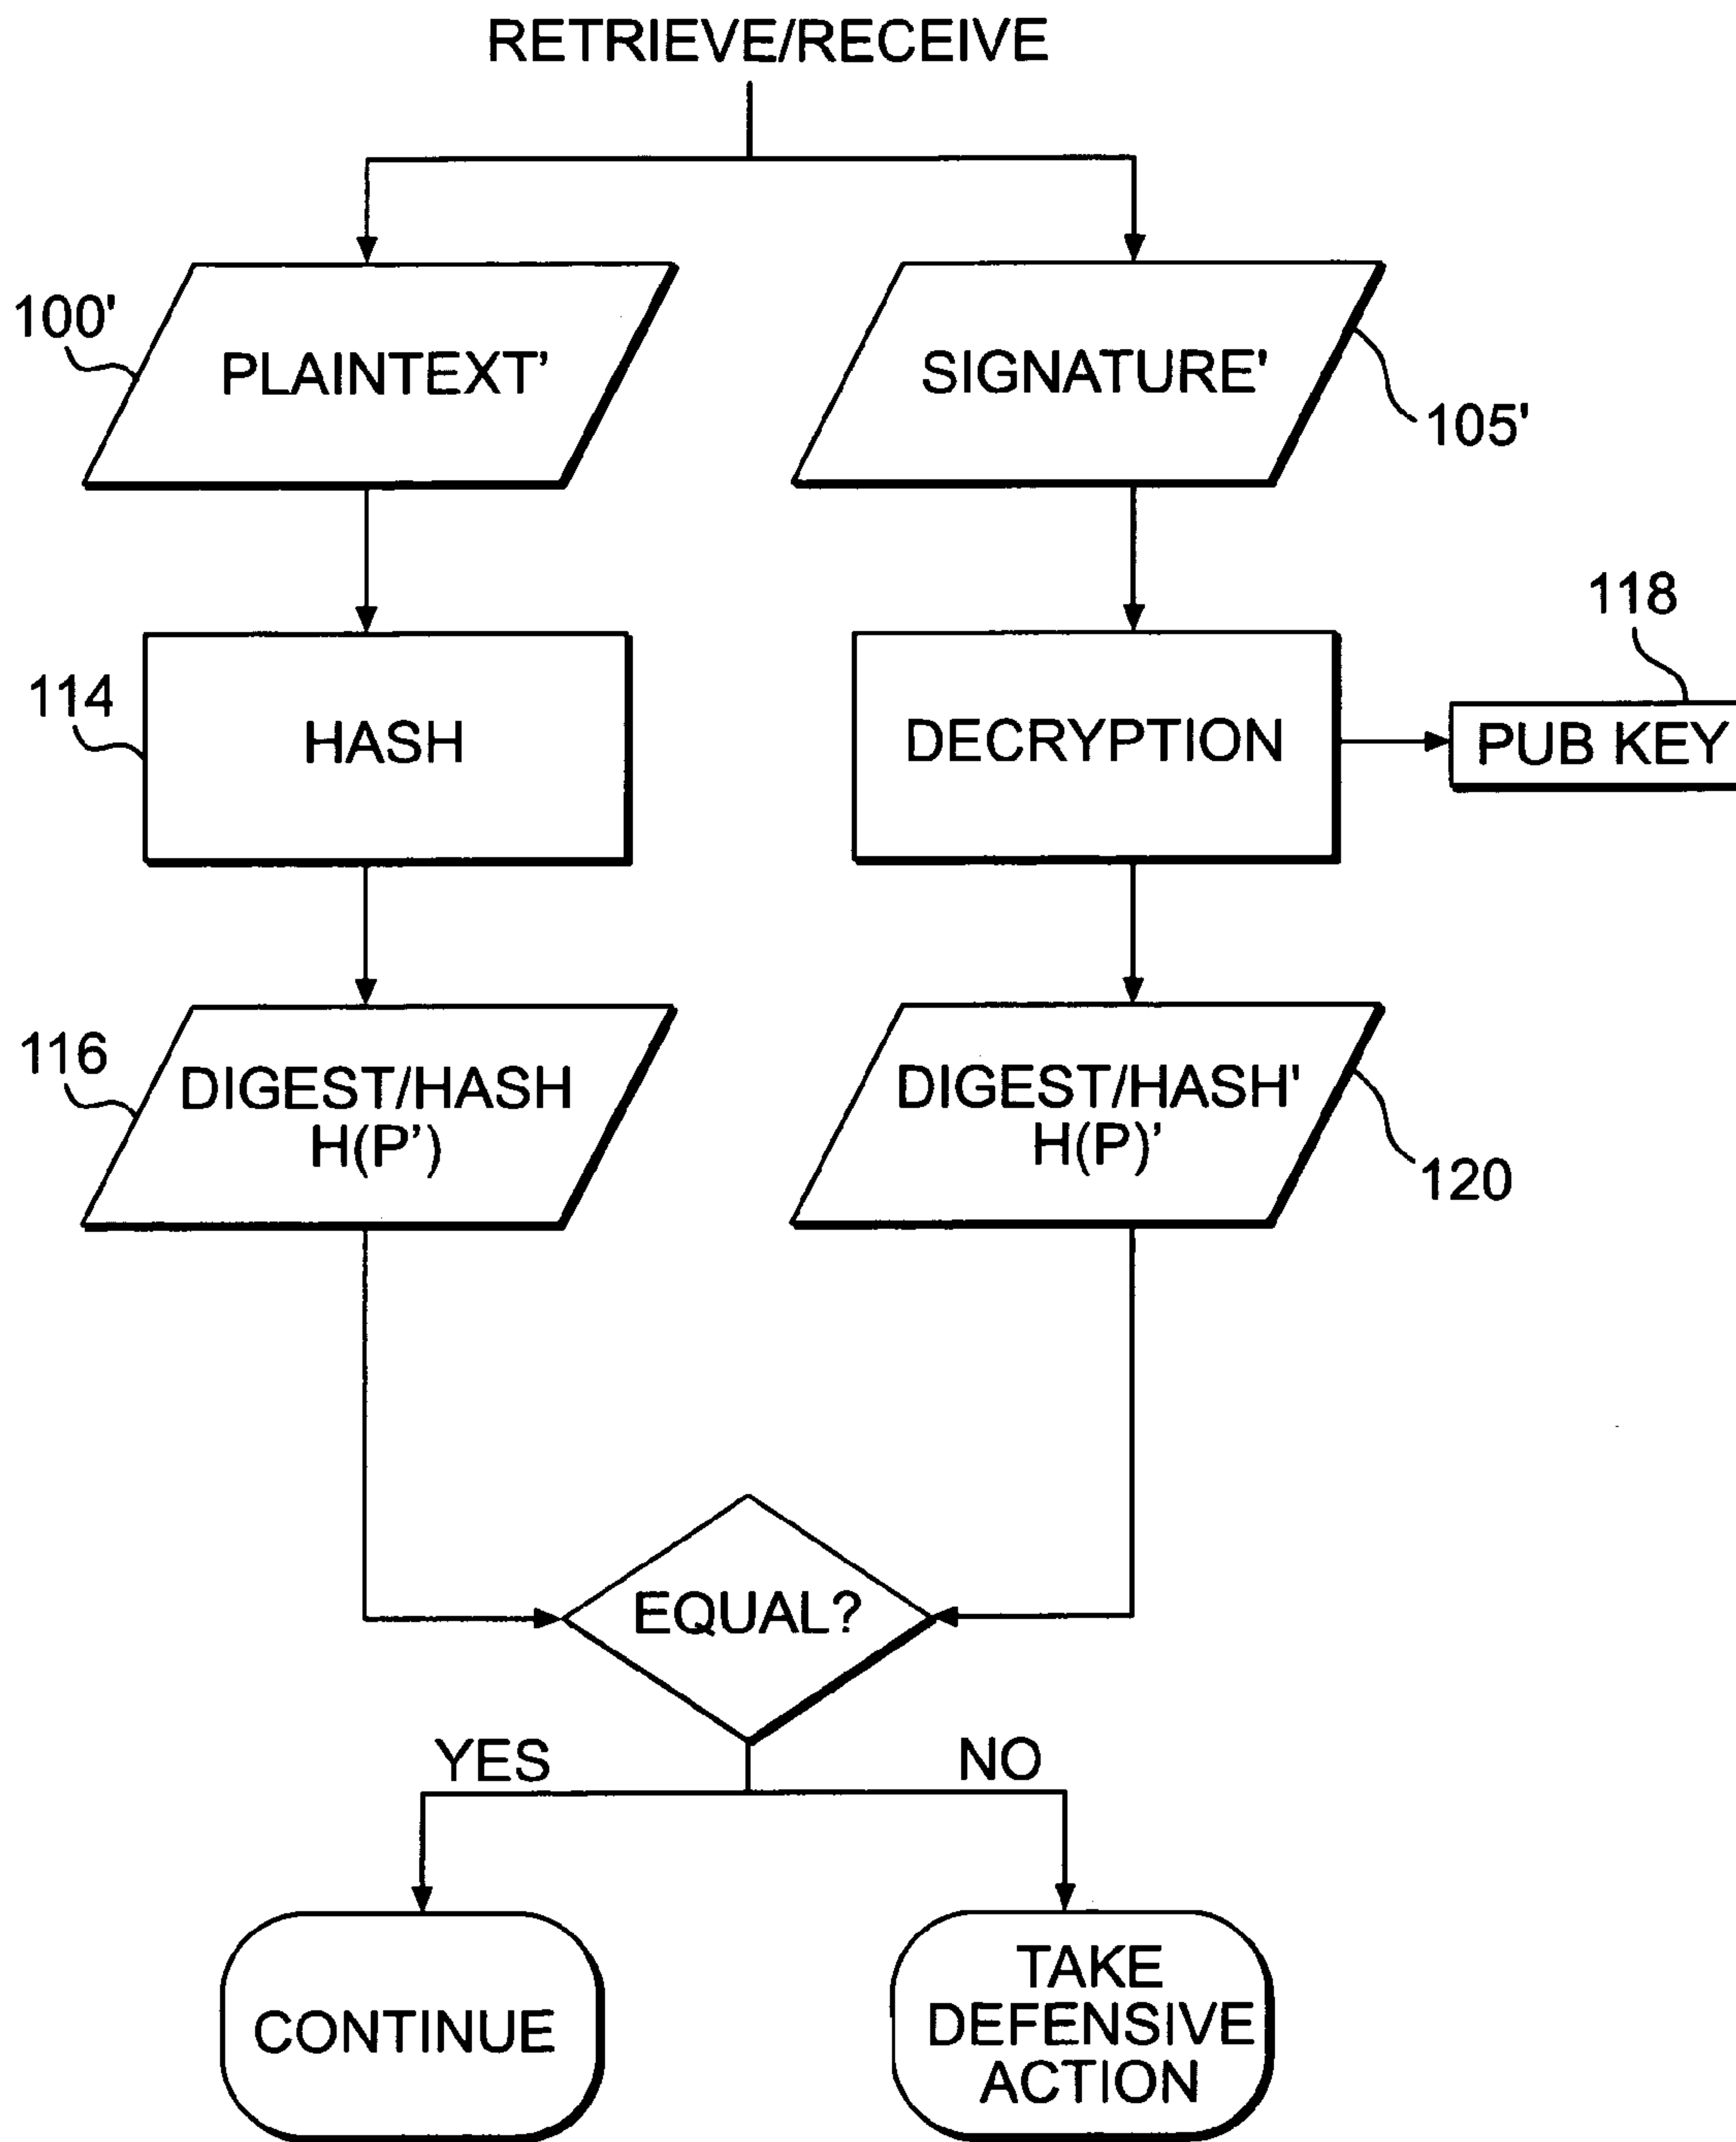 RETRIEVE/RECEIVE
100'
PLAINTEXT’
SIGNATURE'
105'
118
114
HASH
DECRYPTION
PUB KEY
116
DIGEST/HASH
H(P’)
DIGEST/HASH'
H(P)’
120
EQUAL?
YES
NO
CONTINUE
TAKE
DEFENSIVE
ACTION